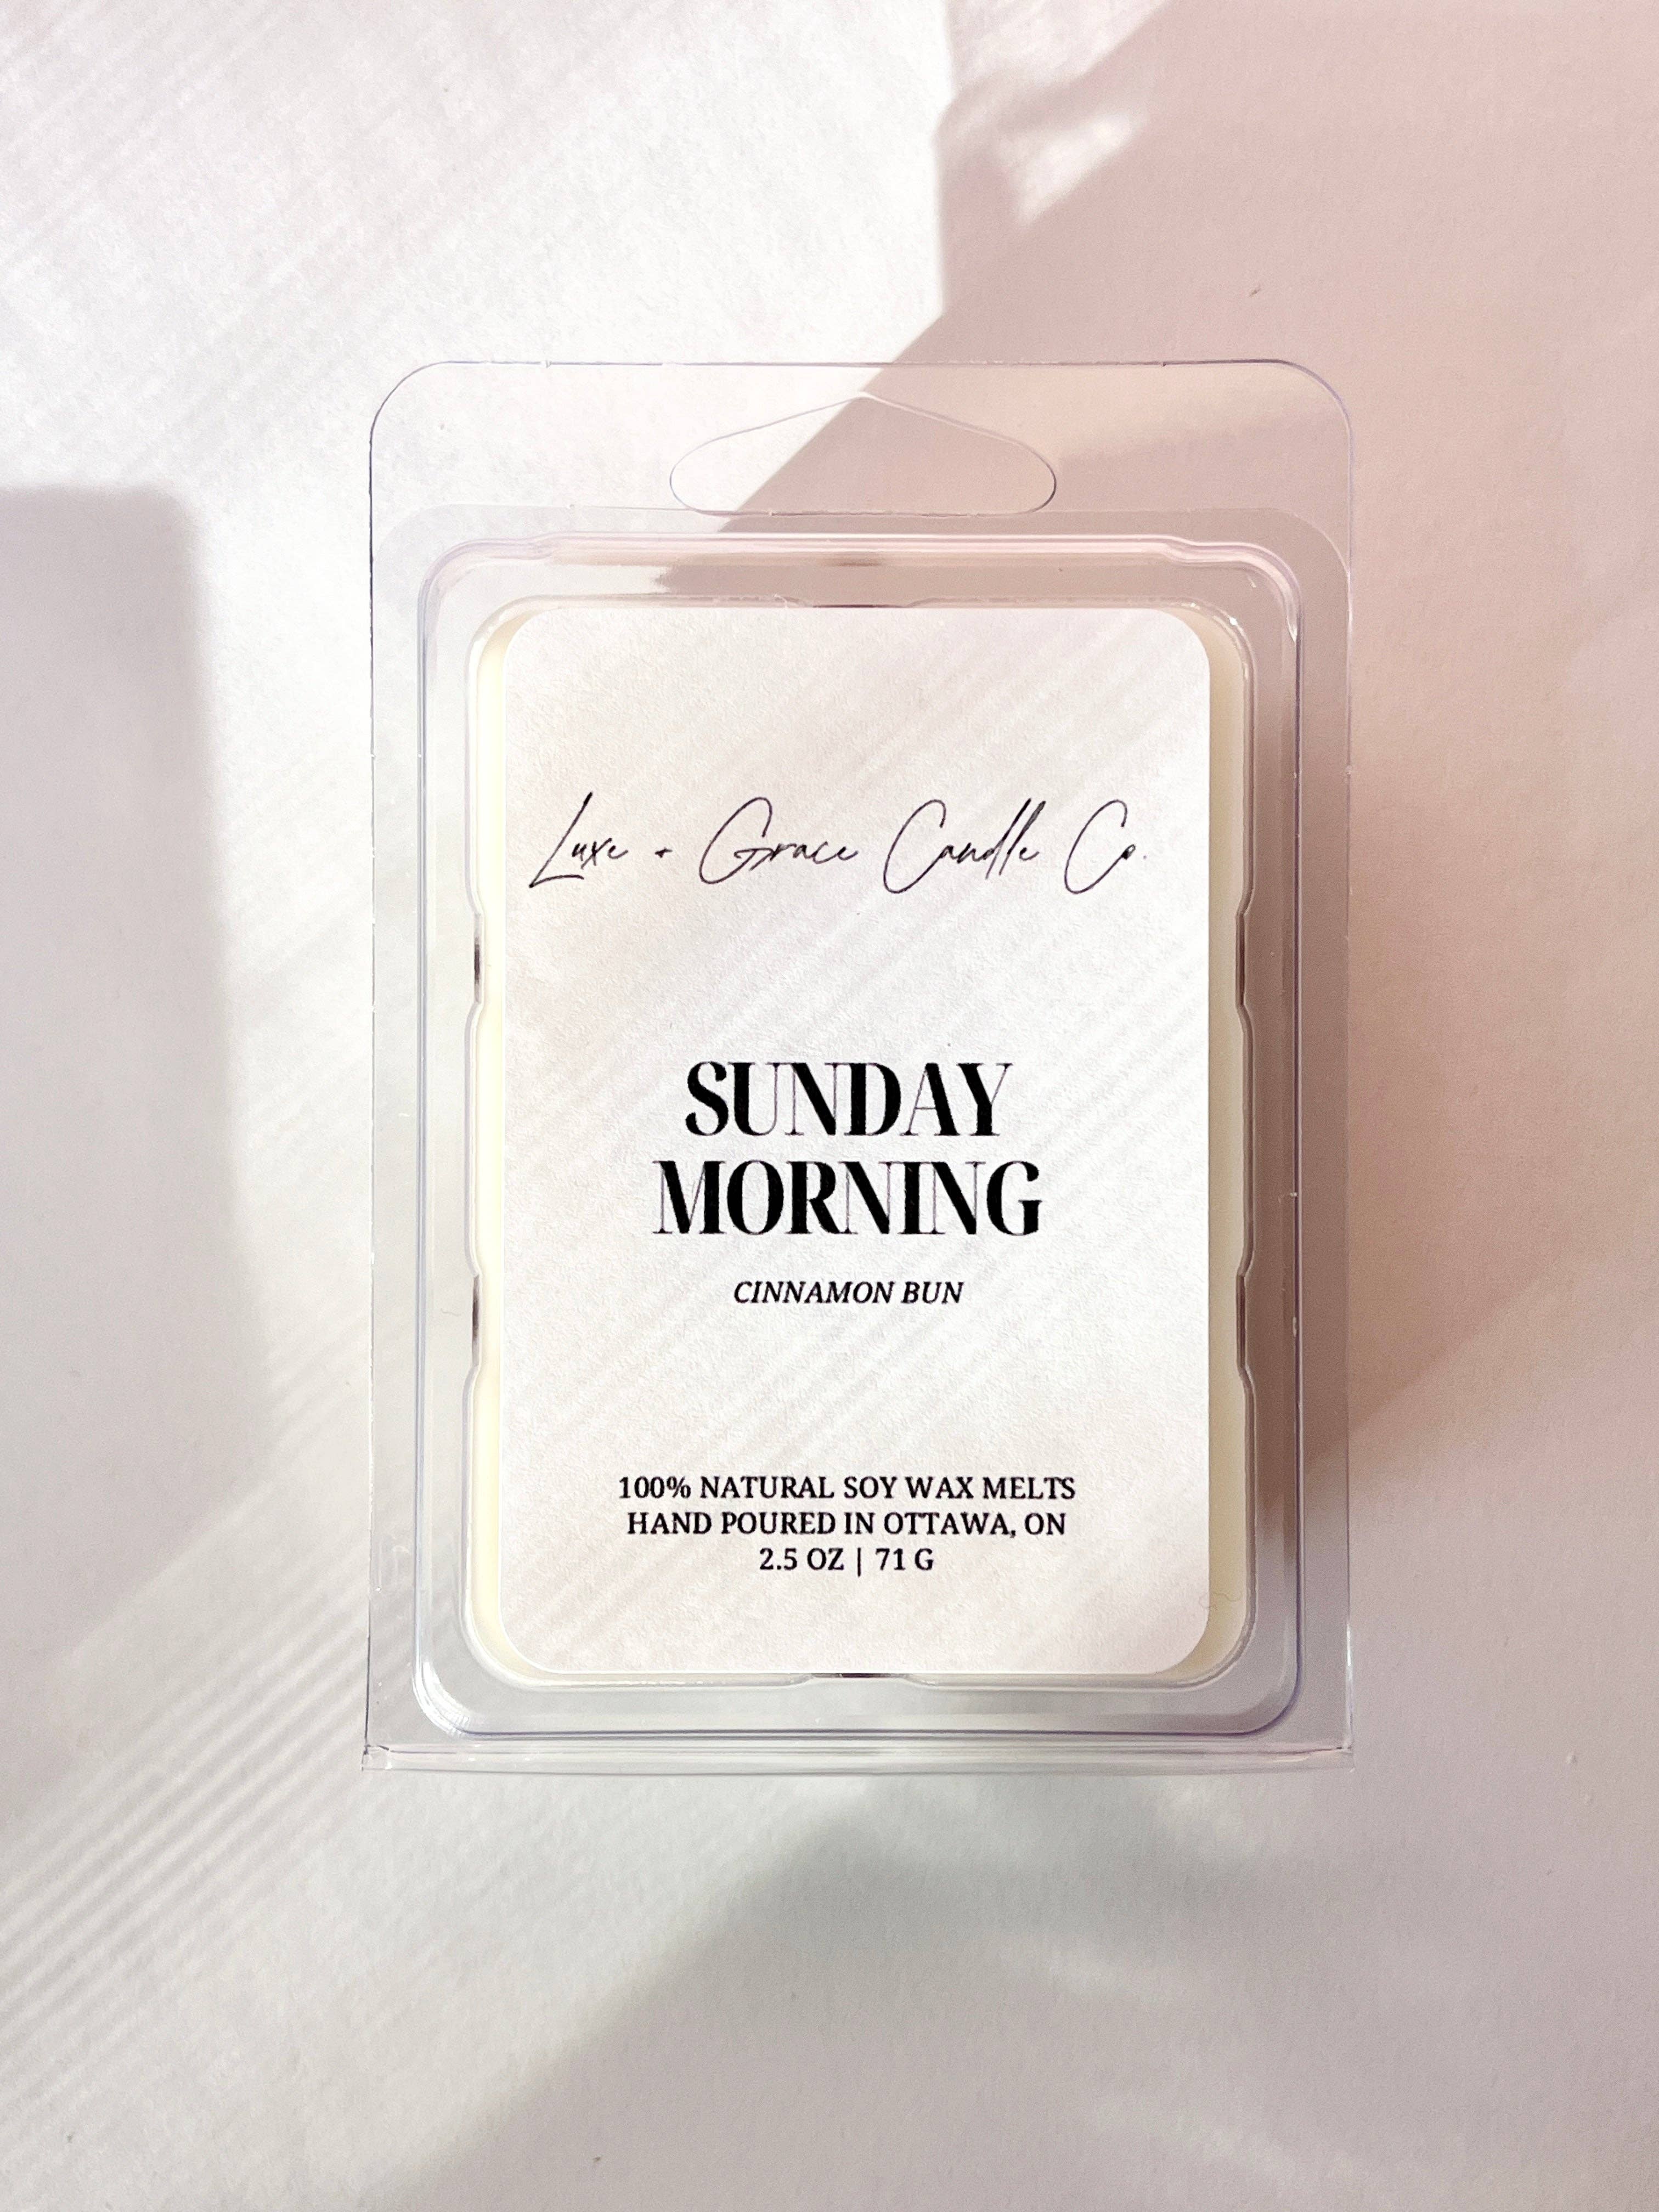 Luxe + Grace Candle Co.
SUNDAY
MORNING
CINNAMON BUN
100% NATURAL SOY WAX MELTS
HAND POURED IN OTTAWA, ON
2.5 OZ | 71 G